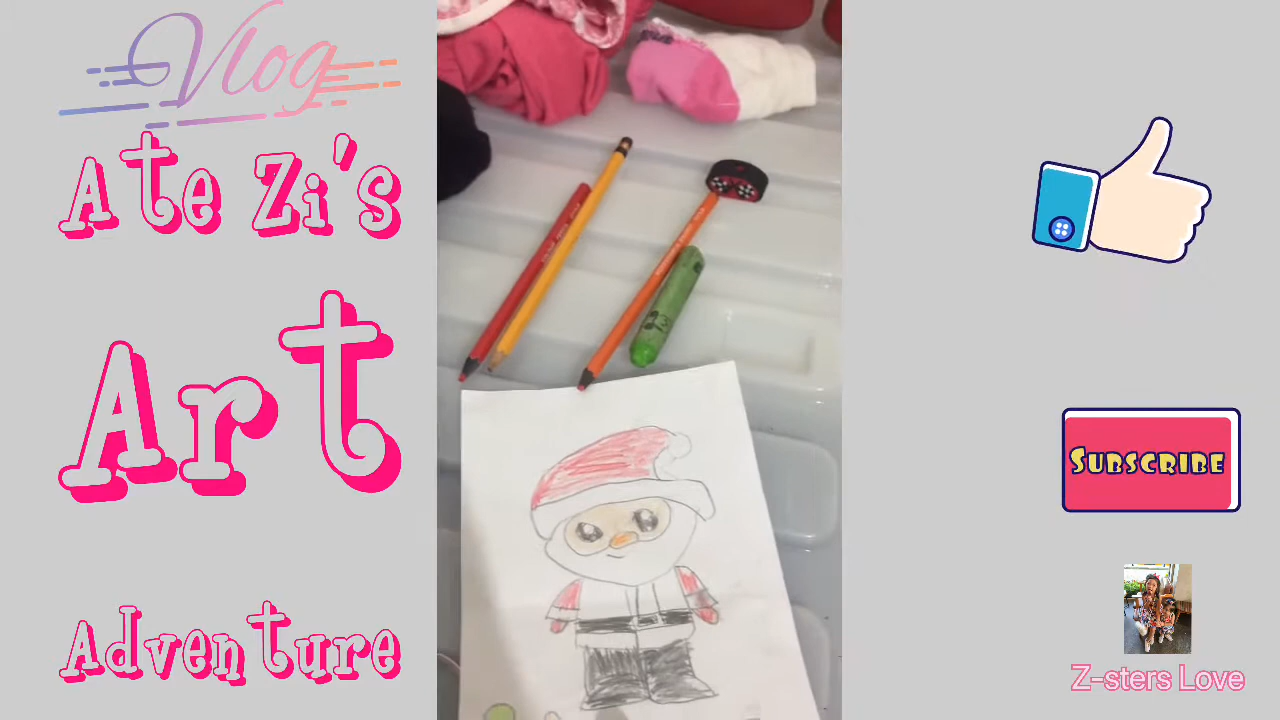 Vlog
Ate Zi's
Art
Adventure
SUBSCRIBE
Z-sters Love